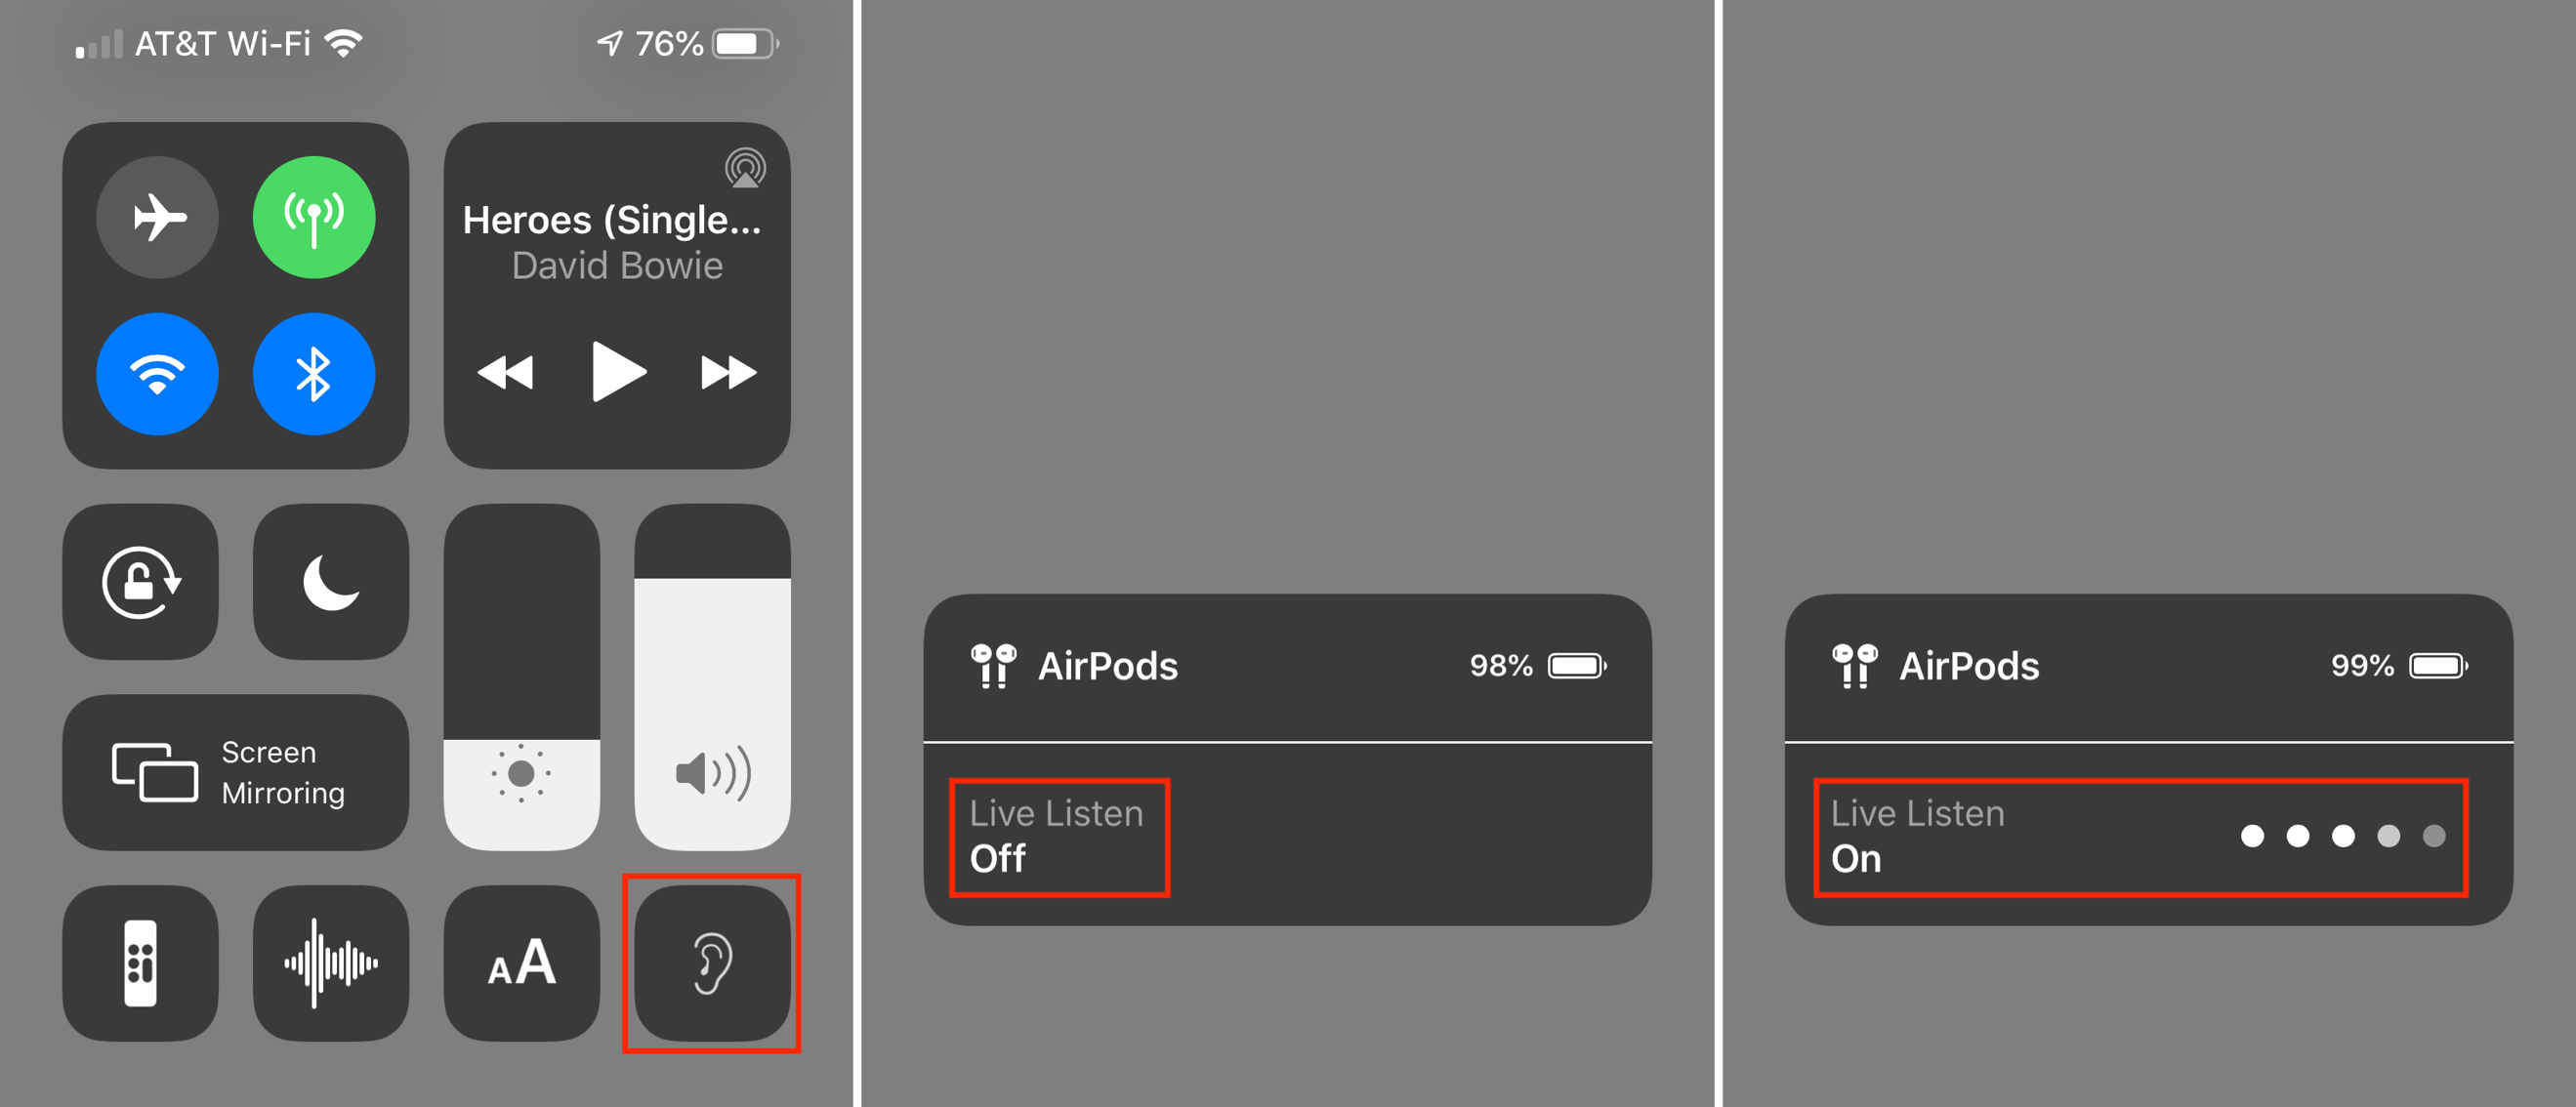 AT&T Wi-Fi 76%
Heroes (Single...
David Bowie
Screen
Mirroring
AA
AirPods 98%
Live Listen
Off
AirPods 99%
Live Listen
On